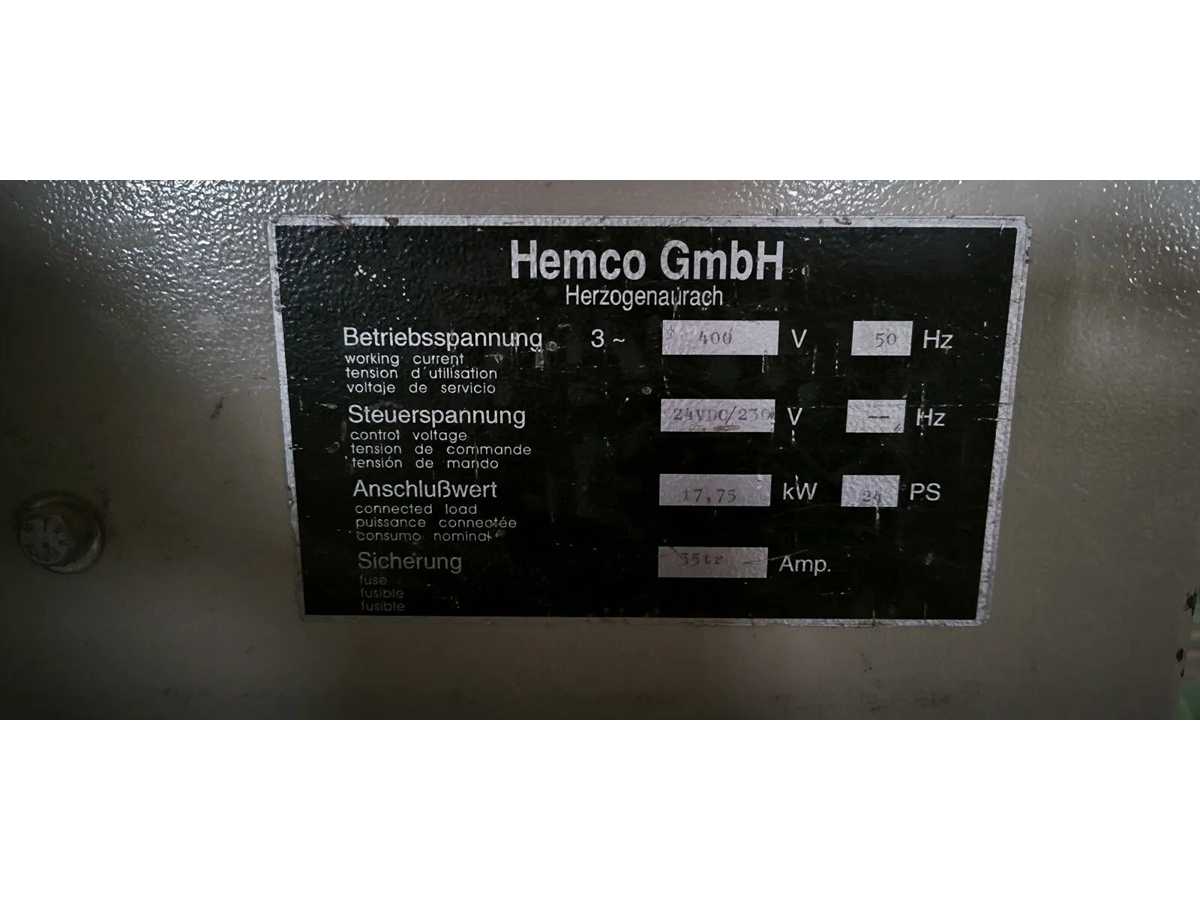 Hemco GmbH
Herzogenaurach
Betriebsspannung 3~ 400 V 50 Hz
working current
tension d'utilisation
voltaje de servicio
Steuerspannung 24VDC/230 V -- Hz
control voltage
tension de commande
tensión de mando
Anschlußwert 17,75 kW 24 PS
connected load
puissance connectée
consumo nominal
Sicherung 35tr Amp.
fuse
fusible
fusible